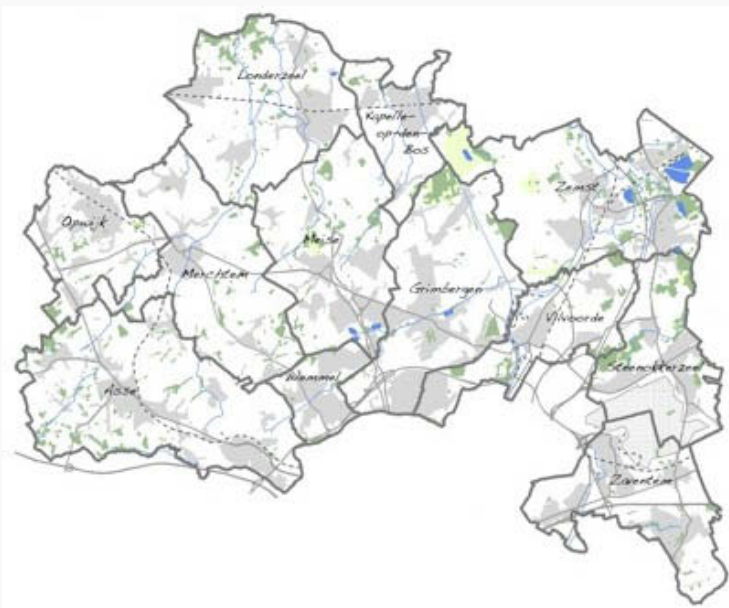 Londerzeel
Kapelle-
op-den-
Bos
Zemst
Opwijk
Meise
Merchtem
Grimbergen
Vilvoorde
Wemmel
Steenokkerzeel
Asse
Zaventem